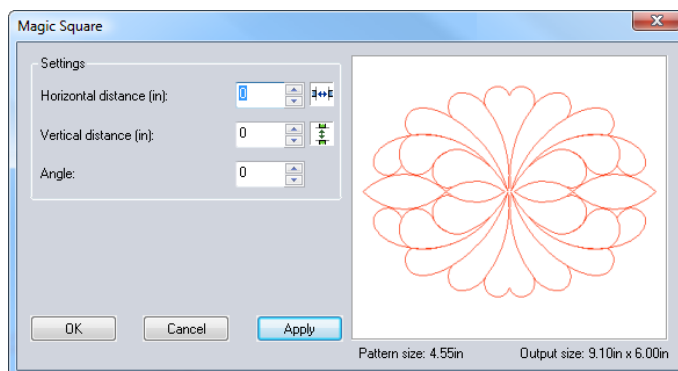 Magic Square
Settings
Horizontal distance (in): 0
Vertical distance (in): 0
Angle: 0
OK Cancel Apply
Pattern size: 4.55in Output size: 9.10in x 6.00in